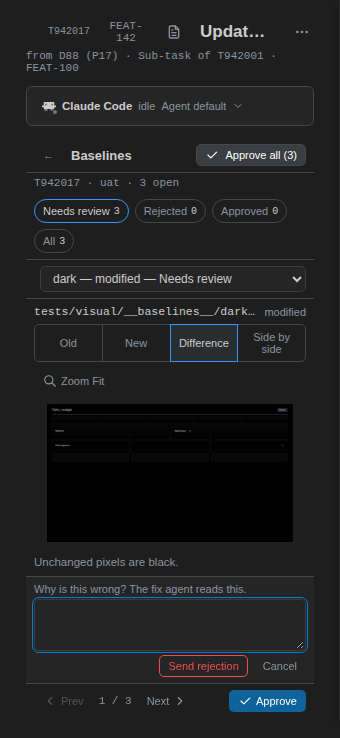 T942017 FEAT-142 Updat… ···
from D88 (P17) · Sub-task of T942001 ·
FEAT-100
Claude Code idle Agent default
← Baselines Approve all (3)
T942017 · uat · 3 open
Needs review 3 Rejected 0 Approved 0
All 3
dark — modified — Needs review
tests/visual/__baselines__/dark… modified
Old New Difference Side by side
Zoom Fit
Unchanged pixels are black.
Why is this wrong? The fix agent reads this.
Send rejection Cancel
Prev 1 / 3 Next Approve